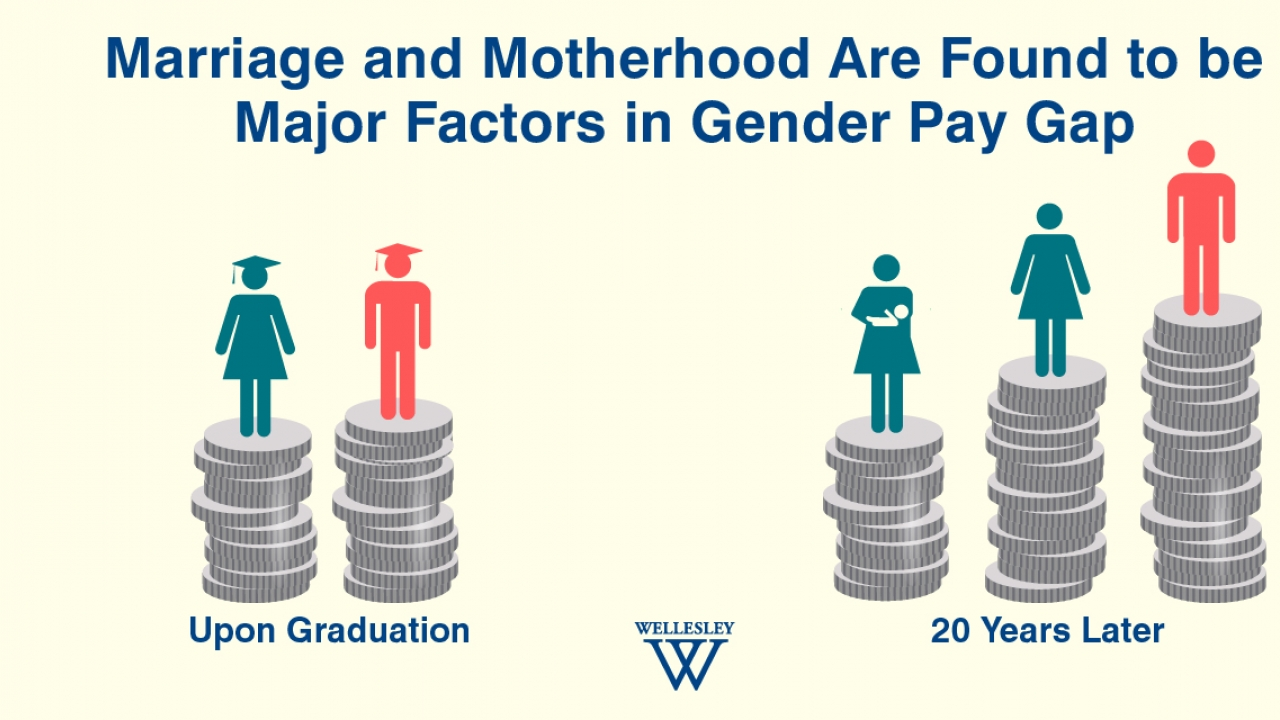 Marriage and Motherhood Are Found to be
Major Factors in Gender Pay Gap
Upon Graduation
WELLESLEY
W
20 Years Later